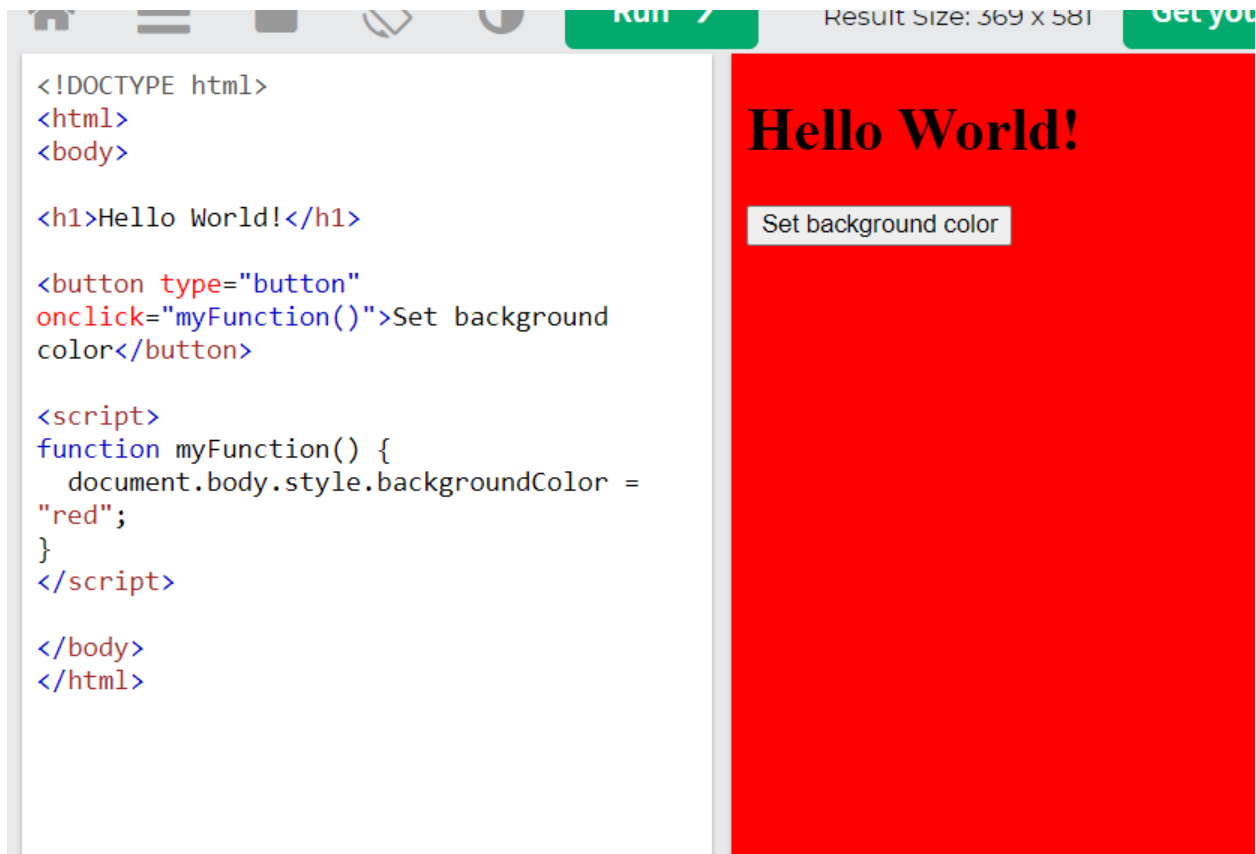 Run Result Size: 369 x 581 Get you
<!DOCTYPE html>
<html>
<body>
<h1>Hello World!</h1>
<button type="button"
onclick="myFunction()">Set background
color</button>
<script>
function myFunction() {
  document.body.style.backgroundColor =
"red";
}
</script>
</body>
</html>
Hello World!
Set background color